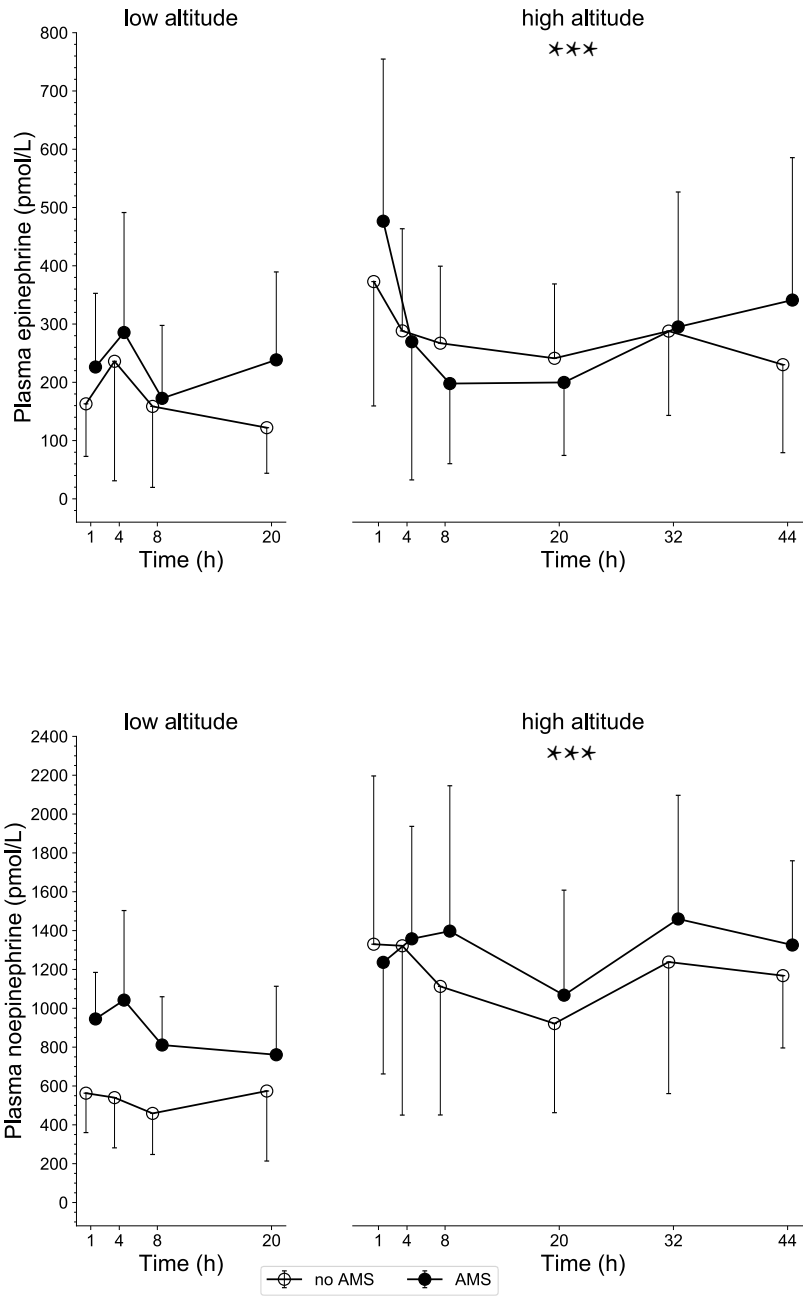 low altitude
high altitude
✶✶✶
800
700
600
500
400
300
200
100
0
Plasma epinephrine (pmol/L)
1 4 8 20
1 4 8 20 32 44
Time (h)
Time (h)
low altitude
high altitude
✶✶✶
2400
2200
2000
1800
1600
1400
1200
1000
800
600
400
200
0
Plasma noepinephrine (pmol/L)
1 4 8 20
1 4 8 20 32 44
Time (h)
Time (h)
no AMS
AMS